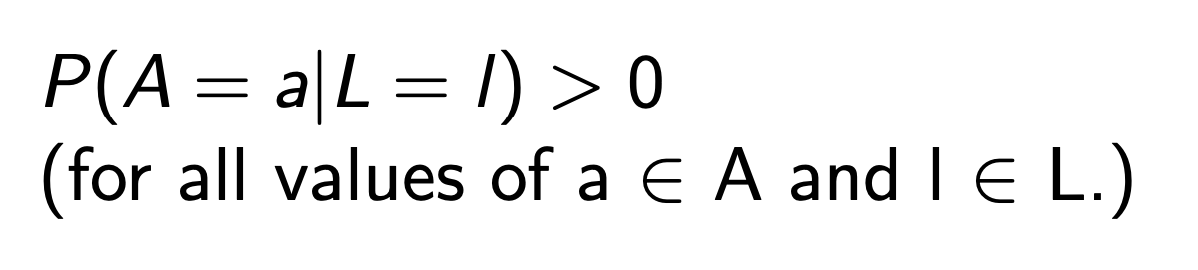 P(A = a|L = l) > 0
(for all values of a ∈ A and l ∈ L.)